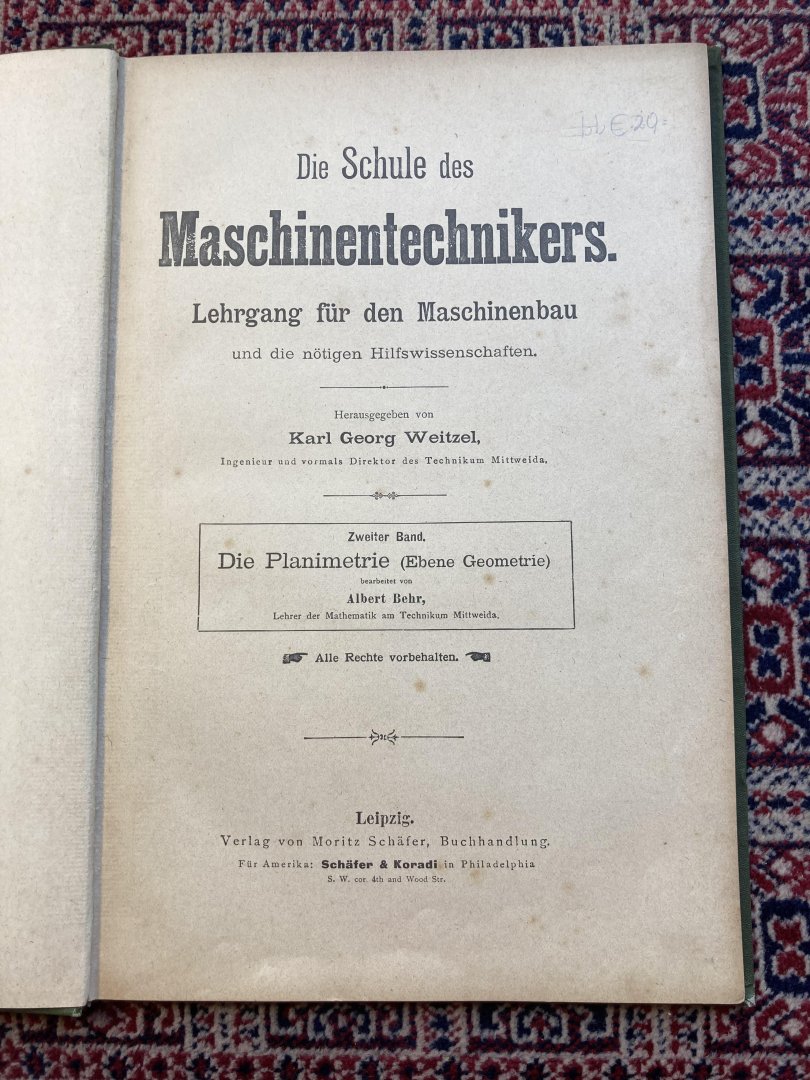 € 20.-
Die Schule des
Maschinentechnikers.
Lehrgang für den Maschinenbau
und die nötigen Hilfswissenschaften.
Herausgegeben von
Karl Georg Weitzel,
Ingenieur und vormals Direktor des Technikum Mittweida.
Zweiter Band.
Die Planimetrie (Ebene Geometrie)
bearbeitet von
Albert Behr,
Lehrer der Mathematik am Technikum Mittweida.
Alle Rechte vorbehalten.
Leipzig.
Verlag von Moritz Schäfer, Buchhandlung.
Für Amerika: Schäfer & Koradi in Philadelphia
S. W. cor. 4th and Wood Str.